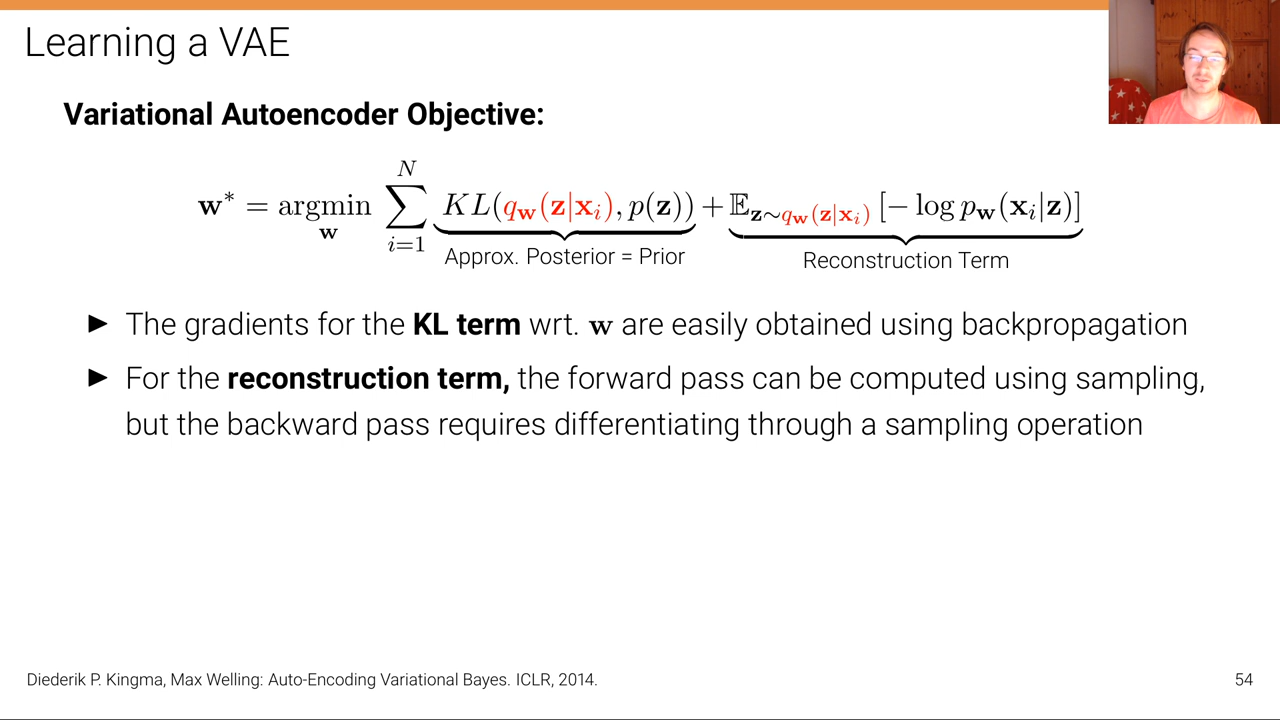 Learning a VAE
Variational Autoencoder Objective:
w* = argmin_w ∑_{i=1}^{N} KL(q_w(z|x_i), p(z)) + 𝔼_{z∼q_w(z|x_i)} [− log p_w(x_i|z)]
Approx. Posterior = Prior
Reconstruction Term
▶ The gradients for the KL term wrt. w are easily obtained using backpropagation
▶ For the reconstruction term, the forward pass can be computed using sampling,
but the backward pass requires differentiating through a sampling operation
Diederik P. Kingma, Max Welling: Auto-Encoding Variational Bayes. ICLR, 2014.
54